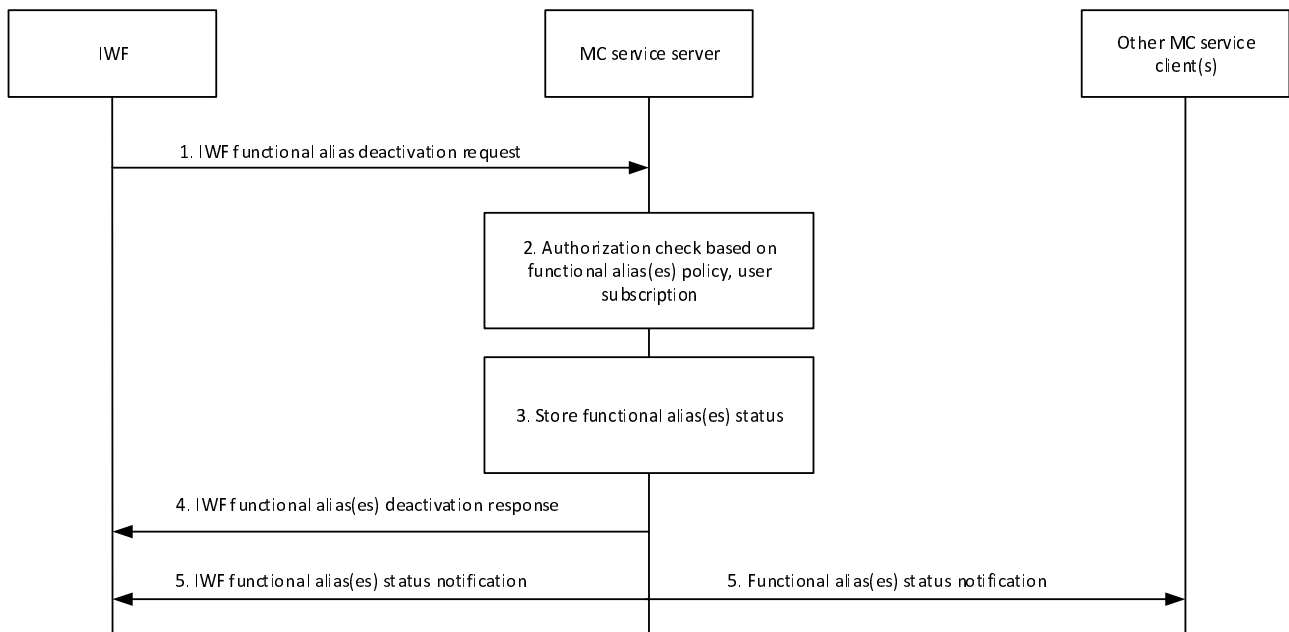 IWF
MC service server
Other MC service
client(s)
1. IWF functional alias deactivation request
2. Authorization check based on
functional alias(es) policy, user
subscription
3. Store functional alias(es) status
4. IWF functional alias(es) deactivation response
5. IWF functional alias(es) status notification
5. Functional alias(es) status notification